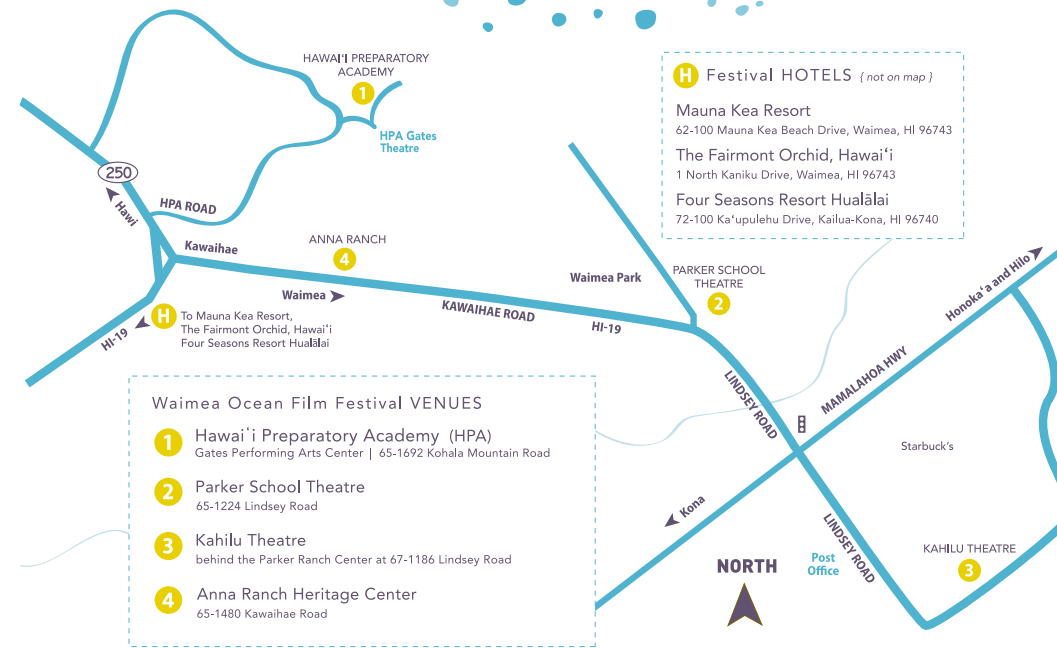 HAWAI‘I PREPARATORY
ACADEMY
1
HPA Gates
Theatre
H Festival HOTELS { not on map }
Mauna Kea Resort
62-100 Mauna Kea Beach Drive, Waimea, HI 96743
The Fairmont Orchid, Hawai‘i
1 North Kaniku Drive, Waimea, HI 96743
Four Seasons Resort Hualālai
72-100 Ka‘upulehu Drive, Kailua-Kona, HI 96740
250
Hawi
HPA ROAD
Kawaihae
ANNA RANCH
4
Waimea
KAWAIHAE ROAD
HI-19
Waimea Park
PARKER SCHOOL
THEATRE
2
Honoka‘a and Hilo
HI-19
H To Mauna Kea Resort,
The Fairmont Orchid, Hawai‘i
Four Seasons Resort Hualālai
LINDSEY ROAD
MAMALAHOA HWY
Starbuck's
Kona
LINDSEY ROAD
NORTH
Post
Office
KAHILU THEATRE
3
Waimea Ocean Film Festival VENUES
1 Hawai‘i Preparatory Academy (HPA)
Gates Performing Arts Center | 65-1692 Kohala Mountain Road
2 Parker School Theatre
65-1224 Lindsey Road
3 Kahilu Theatre
behind the Parker Ranch Center at 67-1186 Lindsey Road
4 Anna Ranch Heritage Center
65-1480 Kawaihae Road